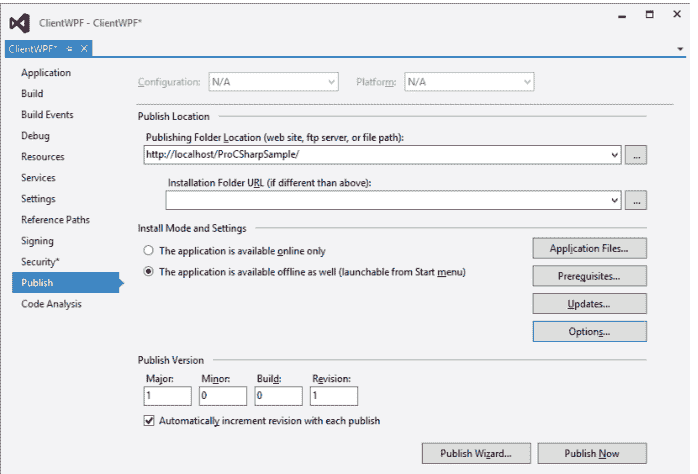 ClientWPF - ClientWPF*
ClientWPF*
Application
Build
Build Events
Debug
Resources
Services
Settings
Reference Paths
Signing
Security*
Publish
Code Analysis
Configuration: N/A Platform: N/A
Publish Location
Publishing Folder Location (web site, ftp server, or file path):
http://localhost/ProCSharpSample/
...
Installation Folder URL (if different than above):
...
Install Mode and Settings
The application is available online only
The application is available offline as well (launchable from Start menu)
Application Files...
Prerequisites...
Updates...
Options...
Publish Version
Major: Minor: Build: Revision:
1 0 0 1
Automatically increment revision with each publish
Publish Wizard... Publish Now